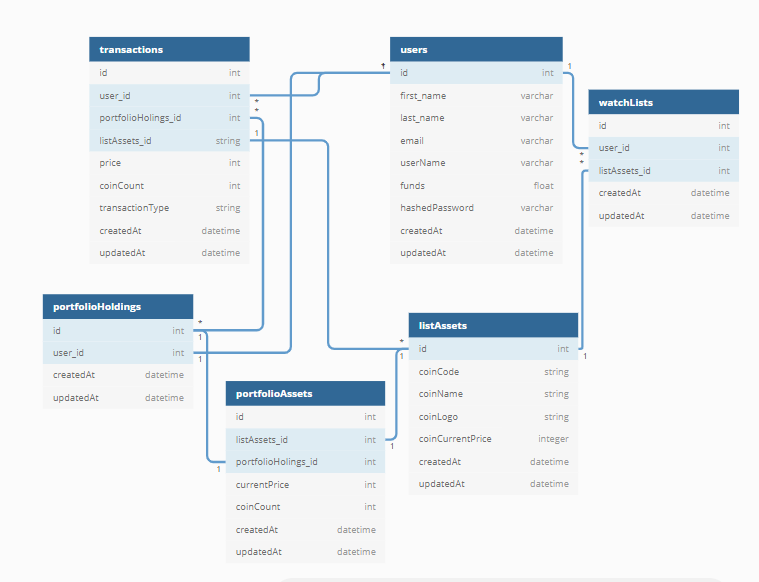 transactions
id int
user_id int
portfolioHolings_id int
listAssets_id string
price int
coinCount int
transactionType string
createdAt datetime
updatedAt datetime
*
*
1
users
1
id int
first_name varchar
last_name varchar
email varchar
userName varchar
funds float
hashedPassword varchar
createdAt datetime
updatedAt datetime
watchLists
id int
user_id int
listAssets_id int
createdAt datetime
updatedAt datetime
*
*
portfolioHoldings
id int
user_id int
createdAt datetime
updatedAt datetime
*
1
1
listAssets
id int
coinCode string
coinName string
coinLogo string
coinCurrentPrice integer
createdAt datetime
updatedAt datetime
*
1
1
portfolioAssets
id int
listAssets_id int
portfolioHolings_id int
currentPrice int
coinCount int
createdAt datetime
updatedAt datetime
1
1